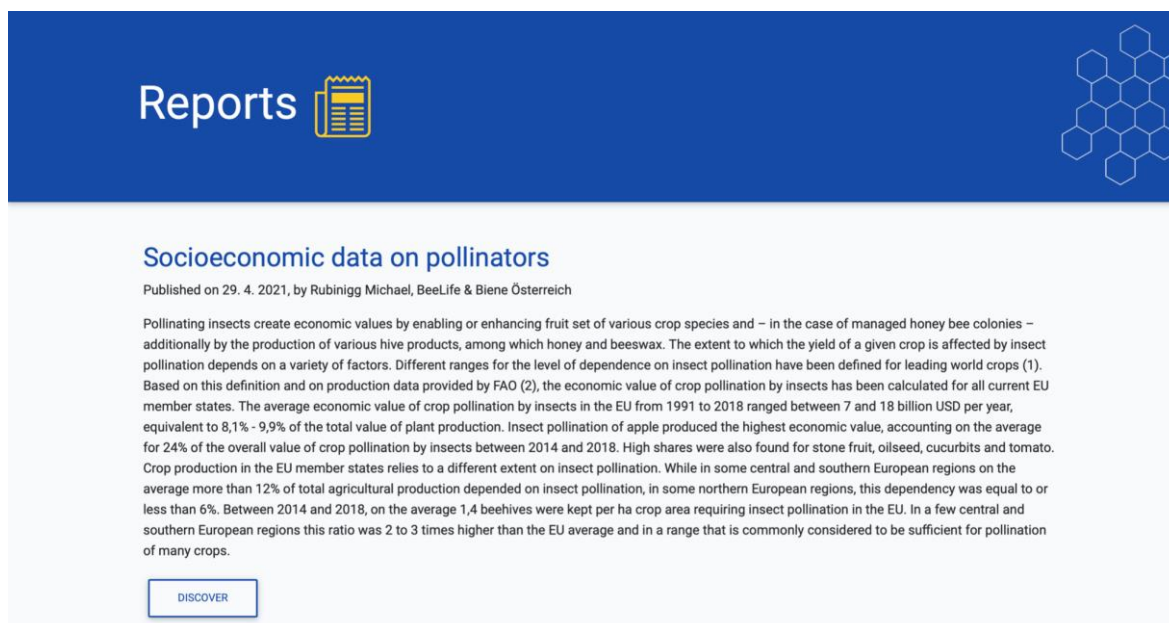 Reports
Socioeconomic data on pollinators
Published on 29. 4. 2021, by Rubinigg Michael, BeeLife & Biene Österreich
Pollinating insects create economic values by enabling or enhancing fruit set of various crop species and – in the case of managed honey bee colonies –
additionally by the production of various hive products, among which honey and beeswax. The extent to which the yield of a given crop is affected by insect
pollination depends on a variety of factors. Different ranges for the level of dependence on insect pollination have been defined for leading world crops (1).
Based on this definition and on production data provided by FAO (2), the economic value of crop pollination by insects has been calculated for all current EU
member states. The average economic value of crop pollination by insects in the EU from 1991 to 2018 ranged between 7 and 18 billion USD per year,
equivalent to 8,1% - 9,9% of the total value of plant production. Insect pollination of apple produced the highest economic value, accounting on the average
for 24% of the overall value of crop pollination by insects between 2014 and 2018. High shares were also found for stone fruit, oilseed, cucurbits and tomato.
Crop production in the EU member states relies to a different extent on insect pollination. While in some central and southern European regions on the
average more than 12% of total agricultural production depended on insect pollination, in some northern European regions, this dependency was equal to or
less than 6%. Between 2014 and 2018, on the average 1,4 beehives were kept per ha crop area requiring insect pollination in the EU. In a few central and
southern European regions this ratio was 2 to 3 times higher than the EU average and in a range that is commonly considered to be sufficient for pollination
of many crops.
DISCOVER